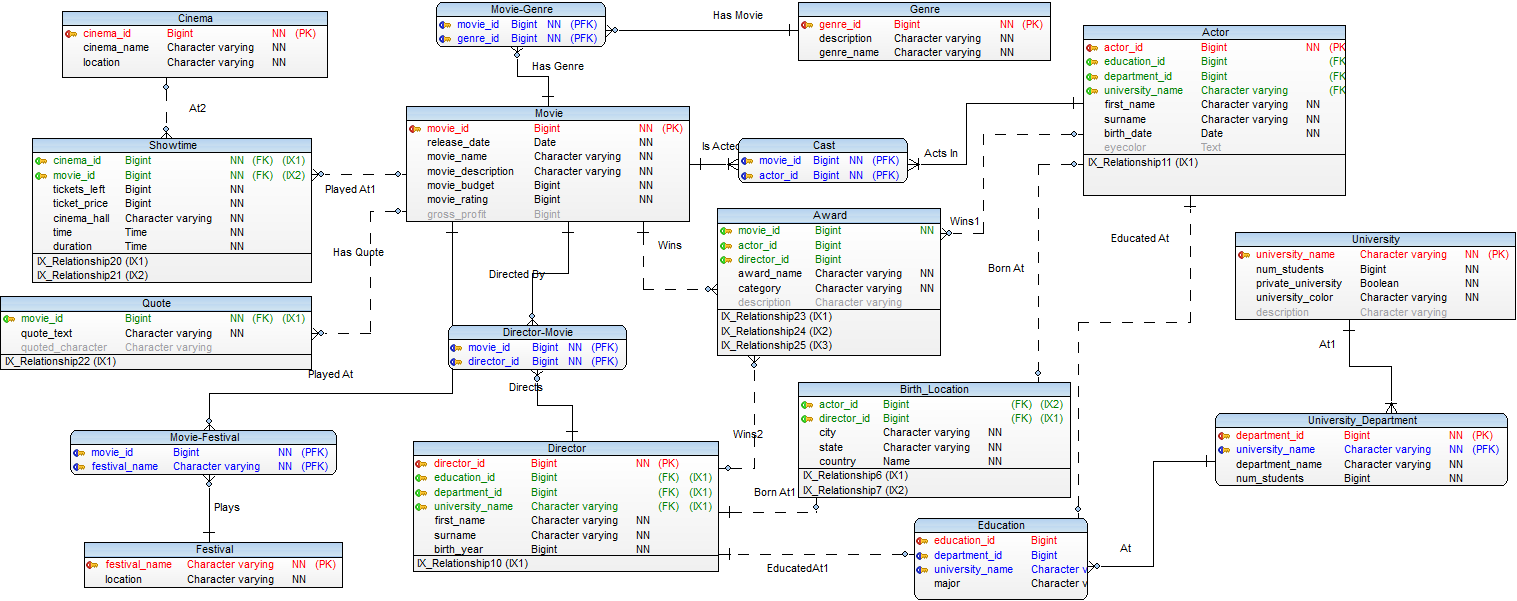 Cinema
cinema_id Bigint NN (PK)
cinema_name Character varying NN
location Character varying NN
Movie-Genre
movie_id Bigint NN (PFK)
genre_id Bigint NN (PFK)
Has Movie
Genre
genre_id Bigint NN (PK)
description Character varying NN
genre_name Character varying NN
Actor
actor_id Bigint NN (PK
education_id Bigint (FK
department_id Bigint (FK
university_name Character varying (FK
first_name Character varying NN
surname Character varying NN
birth_date Date NN
eyecolor Text
IX_Relationship11 (IX1)
Has Genre
At2
Showtime
cinema_id Bigint NN (FK) (IX1)
movie_id Bigint NN (FK) (IX2)
tickets_left Bigint NN
ticket_price Bigint NN
cinema_hall Character varying NN
time Time NN
duration Time NN
IX_Relationship20 (IX1)
IX_Relationship21 (IX2)
Played At1
Has Quote
Movie
movie_id Bigint NN (PK)
release_date Date NN
movie_name Character varying NN
movie_description Character varying NN
movie_budget Bigint NN
movie_rating Bigint NN
gross_profit Bigint
Is Acted
Cast
movie_id Bigint NN (PFK)
actor_id Bigint NN (PFK)
Acts In
Award
movie_id Bigint NN
actor_id Bigint
director_id Bigint
award_name Character varying NN
category Character varying NN
description Character varying
IX_Relationship23 (IX1)
IX_Relationship24 (IX2)
IX_Relationship25 (IX3)
Wins
Wins1
Born At
Educated At
University
university_name Character varying NN (PK)
num_students Bigint NN
private_university Boolean NN
university_color Character varying NN
description Character varying
At1
Quote
movie_id Bigint NN (FK) (IX1)
quote_text Character varying NN
quoted_character Character varying
IX_Relationship22 (IX1)
Played At
Directed By
Director-Movie
movie_id Bigint NN (PFK)
director_id Bigint NN (PFK)
Directs
Birth_Location
actor_id Bigint (FK) (IX2)
director_id Bigint (FK) (IX1)
city Character varying NN
state Character varying NN
country Name NN
IX_Relationship6 (IX1)
IX_Relationship7 (IX2)
University_Department
department_id Bigint NN (PK)
university_name Character varying NN (PFK)
department_name Character varying NN
num_students Bigint NN
Movie-Festival
movie_id Bigint NN (PFK)
festival_name Character varying NN (PFK)
Plays
Festival
festival_name Character varying NN (PK)
location Character varying NN
Director
director_id Bigint NN (PK)
education_id Bigint (FK) (IX1)
department_id Bigint (FK) (IX1)
university_name Character varying (FK) (IX1)
first_name Character varying NN
surname Character varying NN
birth_year Bigint NN
IX_Relationship10 (IX1)
Wins2
Born At1
EducatedAt1
Education
education_id Bigint
department_id Bigint
university_name Character v
major Character v
At